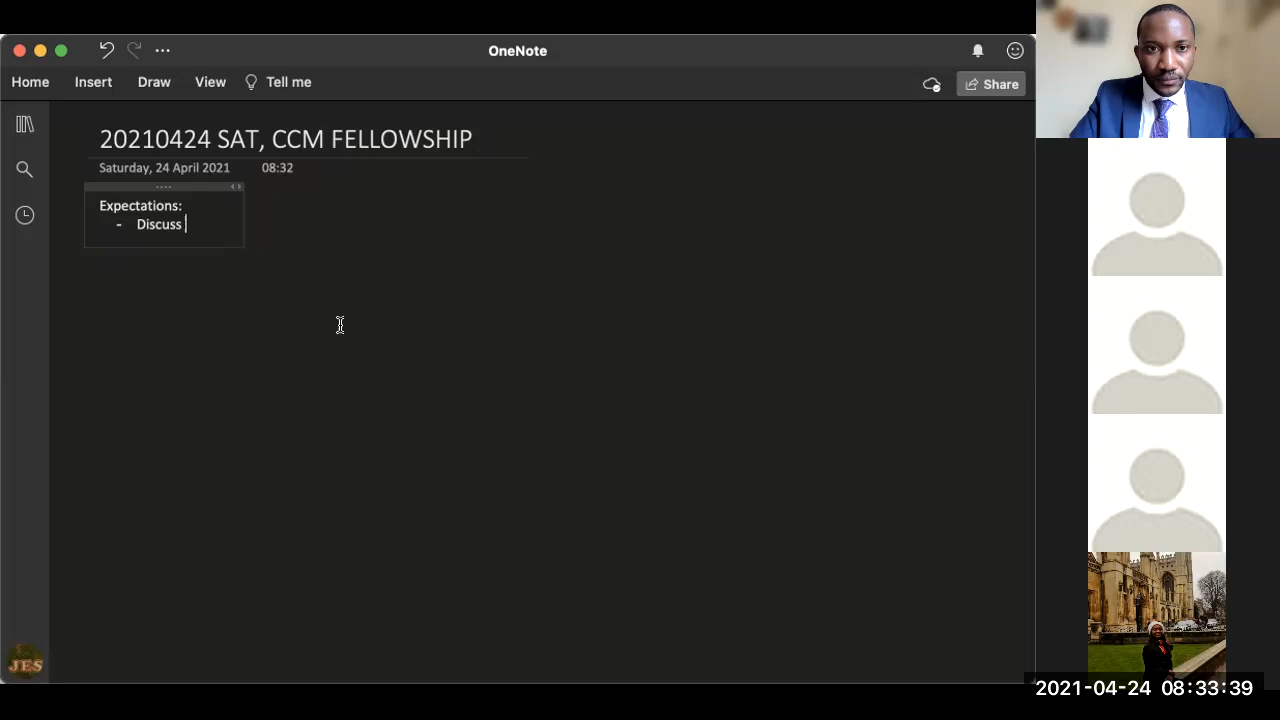 OneNote
Home Insert Draw View Tell me Share
20210424 SAT, CCM FELLOWSHIP
Saturday, 24 April 2021 08:32
Expectations:
- Discuss
JES
2021-04-24 08:33:39